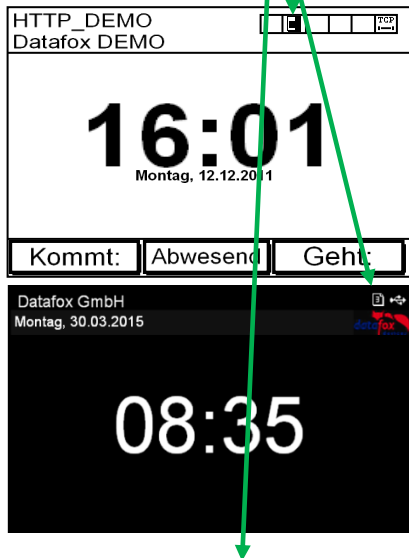 HTTP_DEMO
TCP
Datafox DEMO
16:01
Montag, 12.12.2011
Kommt:
Abwesend
Geht:
Datafox GmbH
Montag, 30.03.2015
datafox
08:35